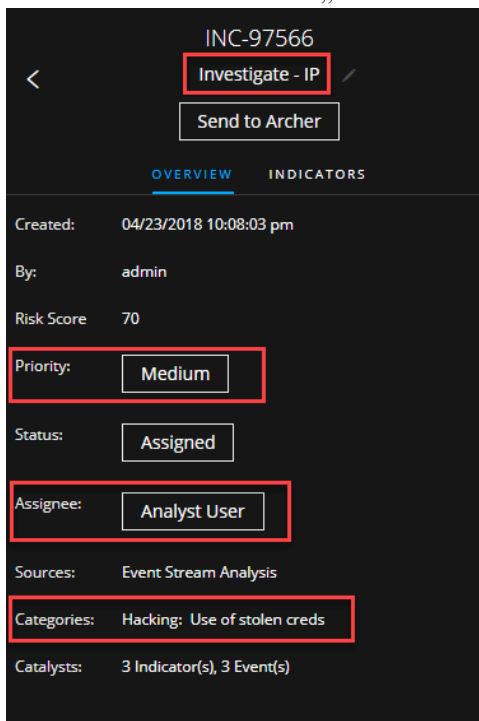 INC-97566
Investigate - IP
Send to Archer
OVERVIEW INDICATORS
Created: 04/23/2018 10:08:03 pm
By: admin
Risk Score 70
Priority: Medium
Status: Assigned
Assignee: Analyst User
Sources: Event Stream Analysis
Categories: Hacking: Use of stolen creds
Catalysts: 3 Indicator(s), 3 Event(s)